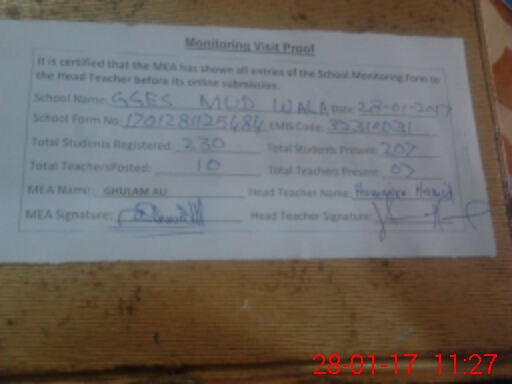 Monitoring Visit Proof
It is certified that the MEA has shown all entries of the School Monitoring Form to
the Head Teacher before its online submission.
School Name: GGES MUD WALA Date: 28-01-2017
School Form No: 1701281125484 EMIS Code:
Total Students Registered: 230 Total Students Present: 207
Total TeachersPosted: 10 Total Teachers Present: 07
MEA Name: GHULAM ALI Head Teacher Name:
MEA Signature: Head Teacher Signature:
28-01-17 11:27